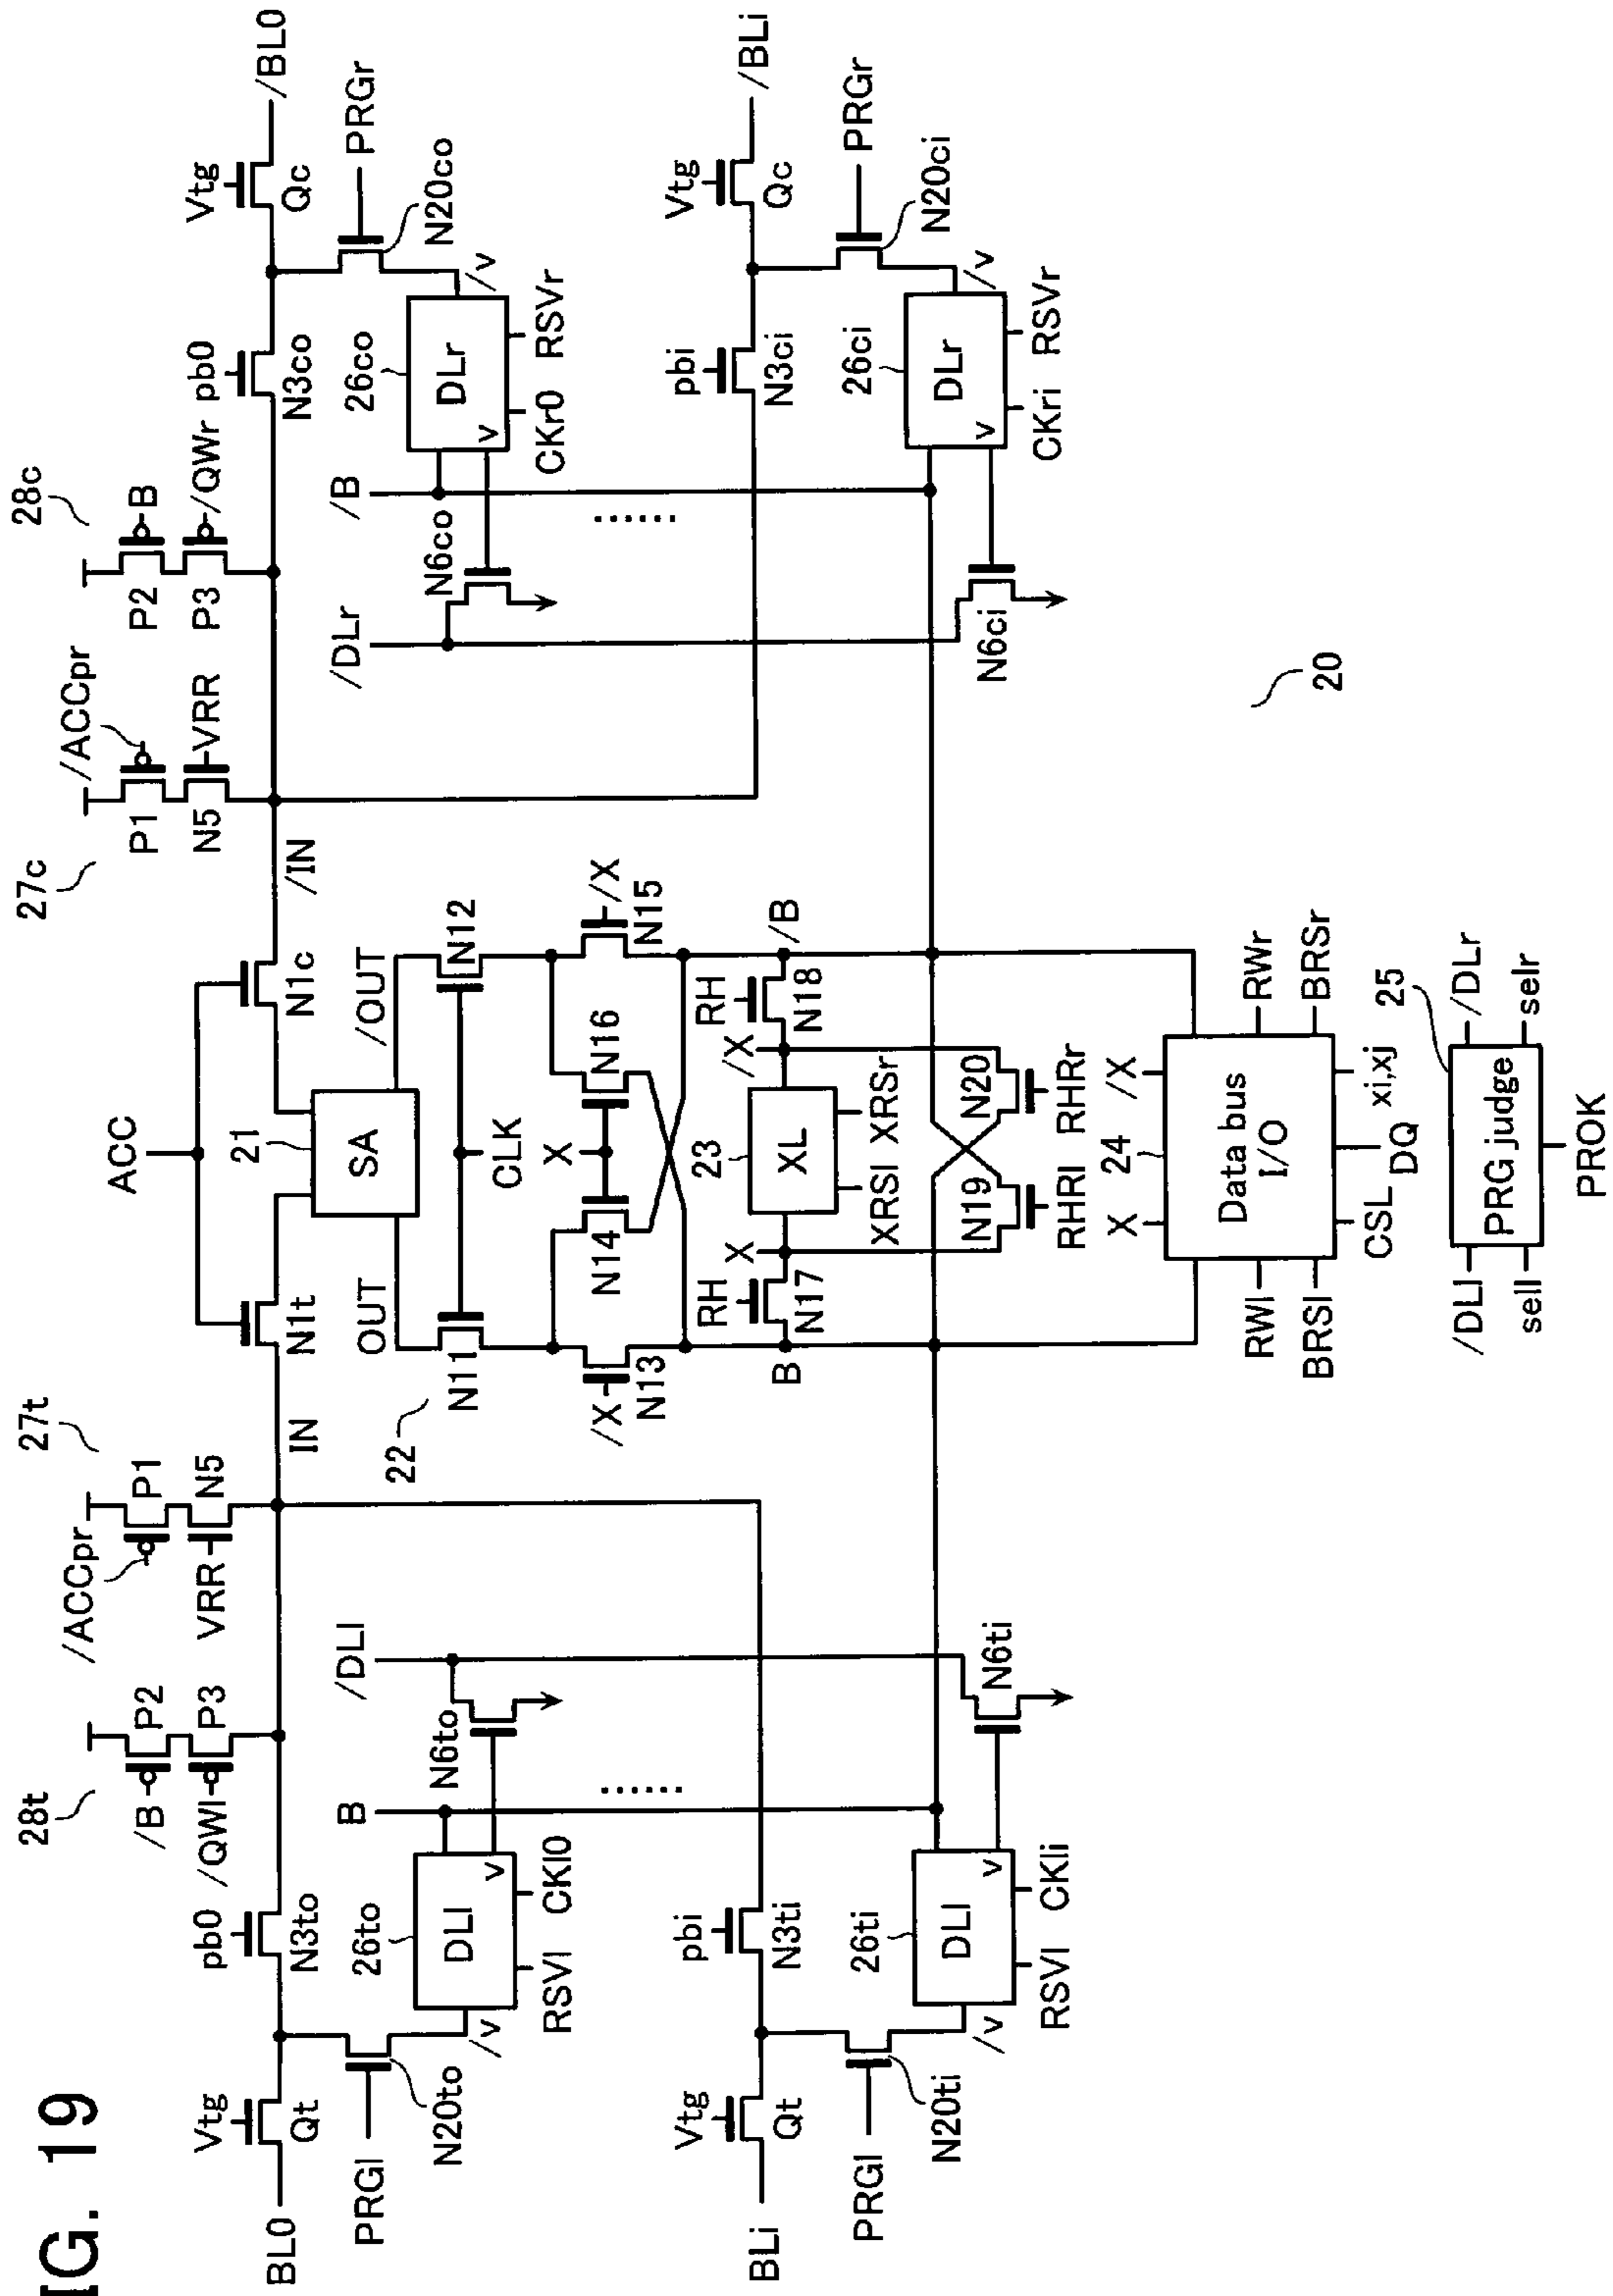 IG. 19
28t
27t
27c
28c
/ACCpr
/ACCpr
ACC
/B
P2
P1
P1
P2
B
/QWl
P3
VRR
N5
N5
VRR
P3
/QWr
Vtg
Qt
pb0
N3to
IN
N1t
N1c
/IN
pb0
N3co
Vtg
Qc
BL0
/BL0
PRGl
N20to
/v
26to
DLl
v
RSVl
CKl0
B
N6to
/DLl
21
SA
OUT
/OUT
22
N11
N12
CLK
/X
N13
N14
X
N16
N15
/X
/DLr
N6co
/B
26co
DLr
v
/v
CKr0
RSVr
PRGr
N20co
......
......
Vtg
Qt
pbi
N3ti
BLi
pbi
N3ci
Vtg
Qc
/BLi
B
RH
N17
X
23
XL
XRSl
XRSr
/X
RH
N18
/B
N19
N20
RHRl
RHRr
PRGl
N20ti
/v
26ti
DLl
v
RSVl
CKli
N6ti
N6ci
26ci
DLr
v
/v
CKri
RSVr
PRGr
N20ci
24
X
/X
Data bus
I/O
RWl
BRSl
RWr
BRSr
CSL
DQ
xi,xj
20
25
PRG judge
/DLl
sell
/DLr
selr
PROK